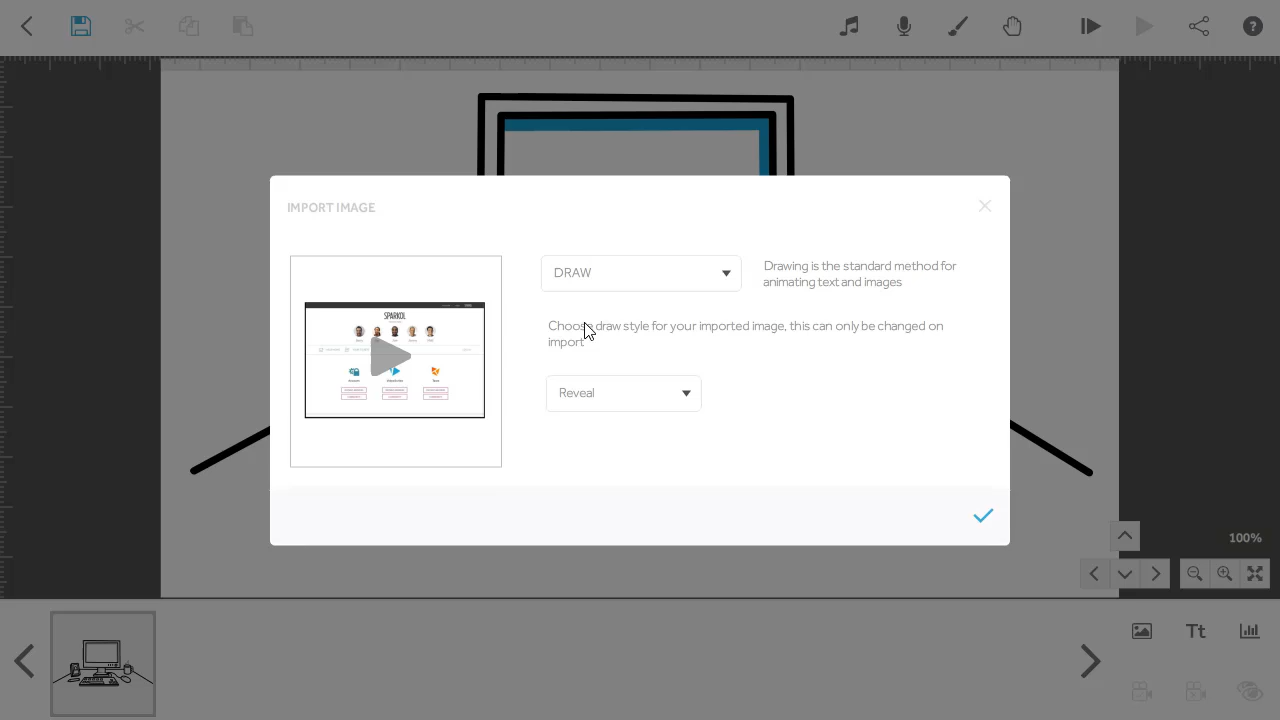 IMPORT IMAGE
DRAW
Drawing is the standard method for
animating text and images
Choose draw style for your imported image, this can only be changed on
import
Reveal
SPARKOL
100%
Tt